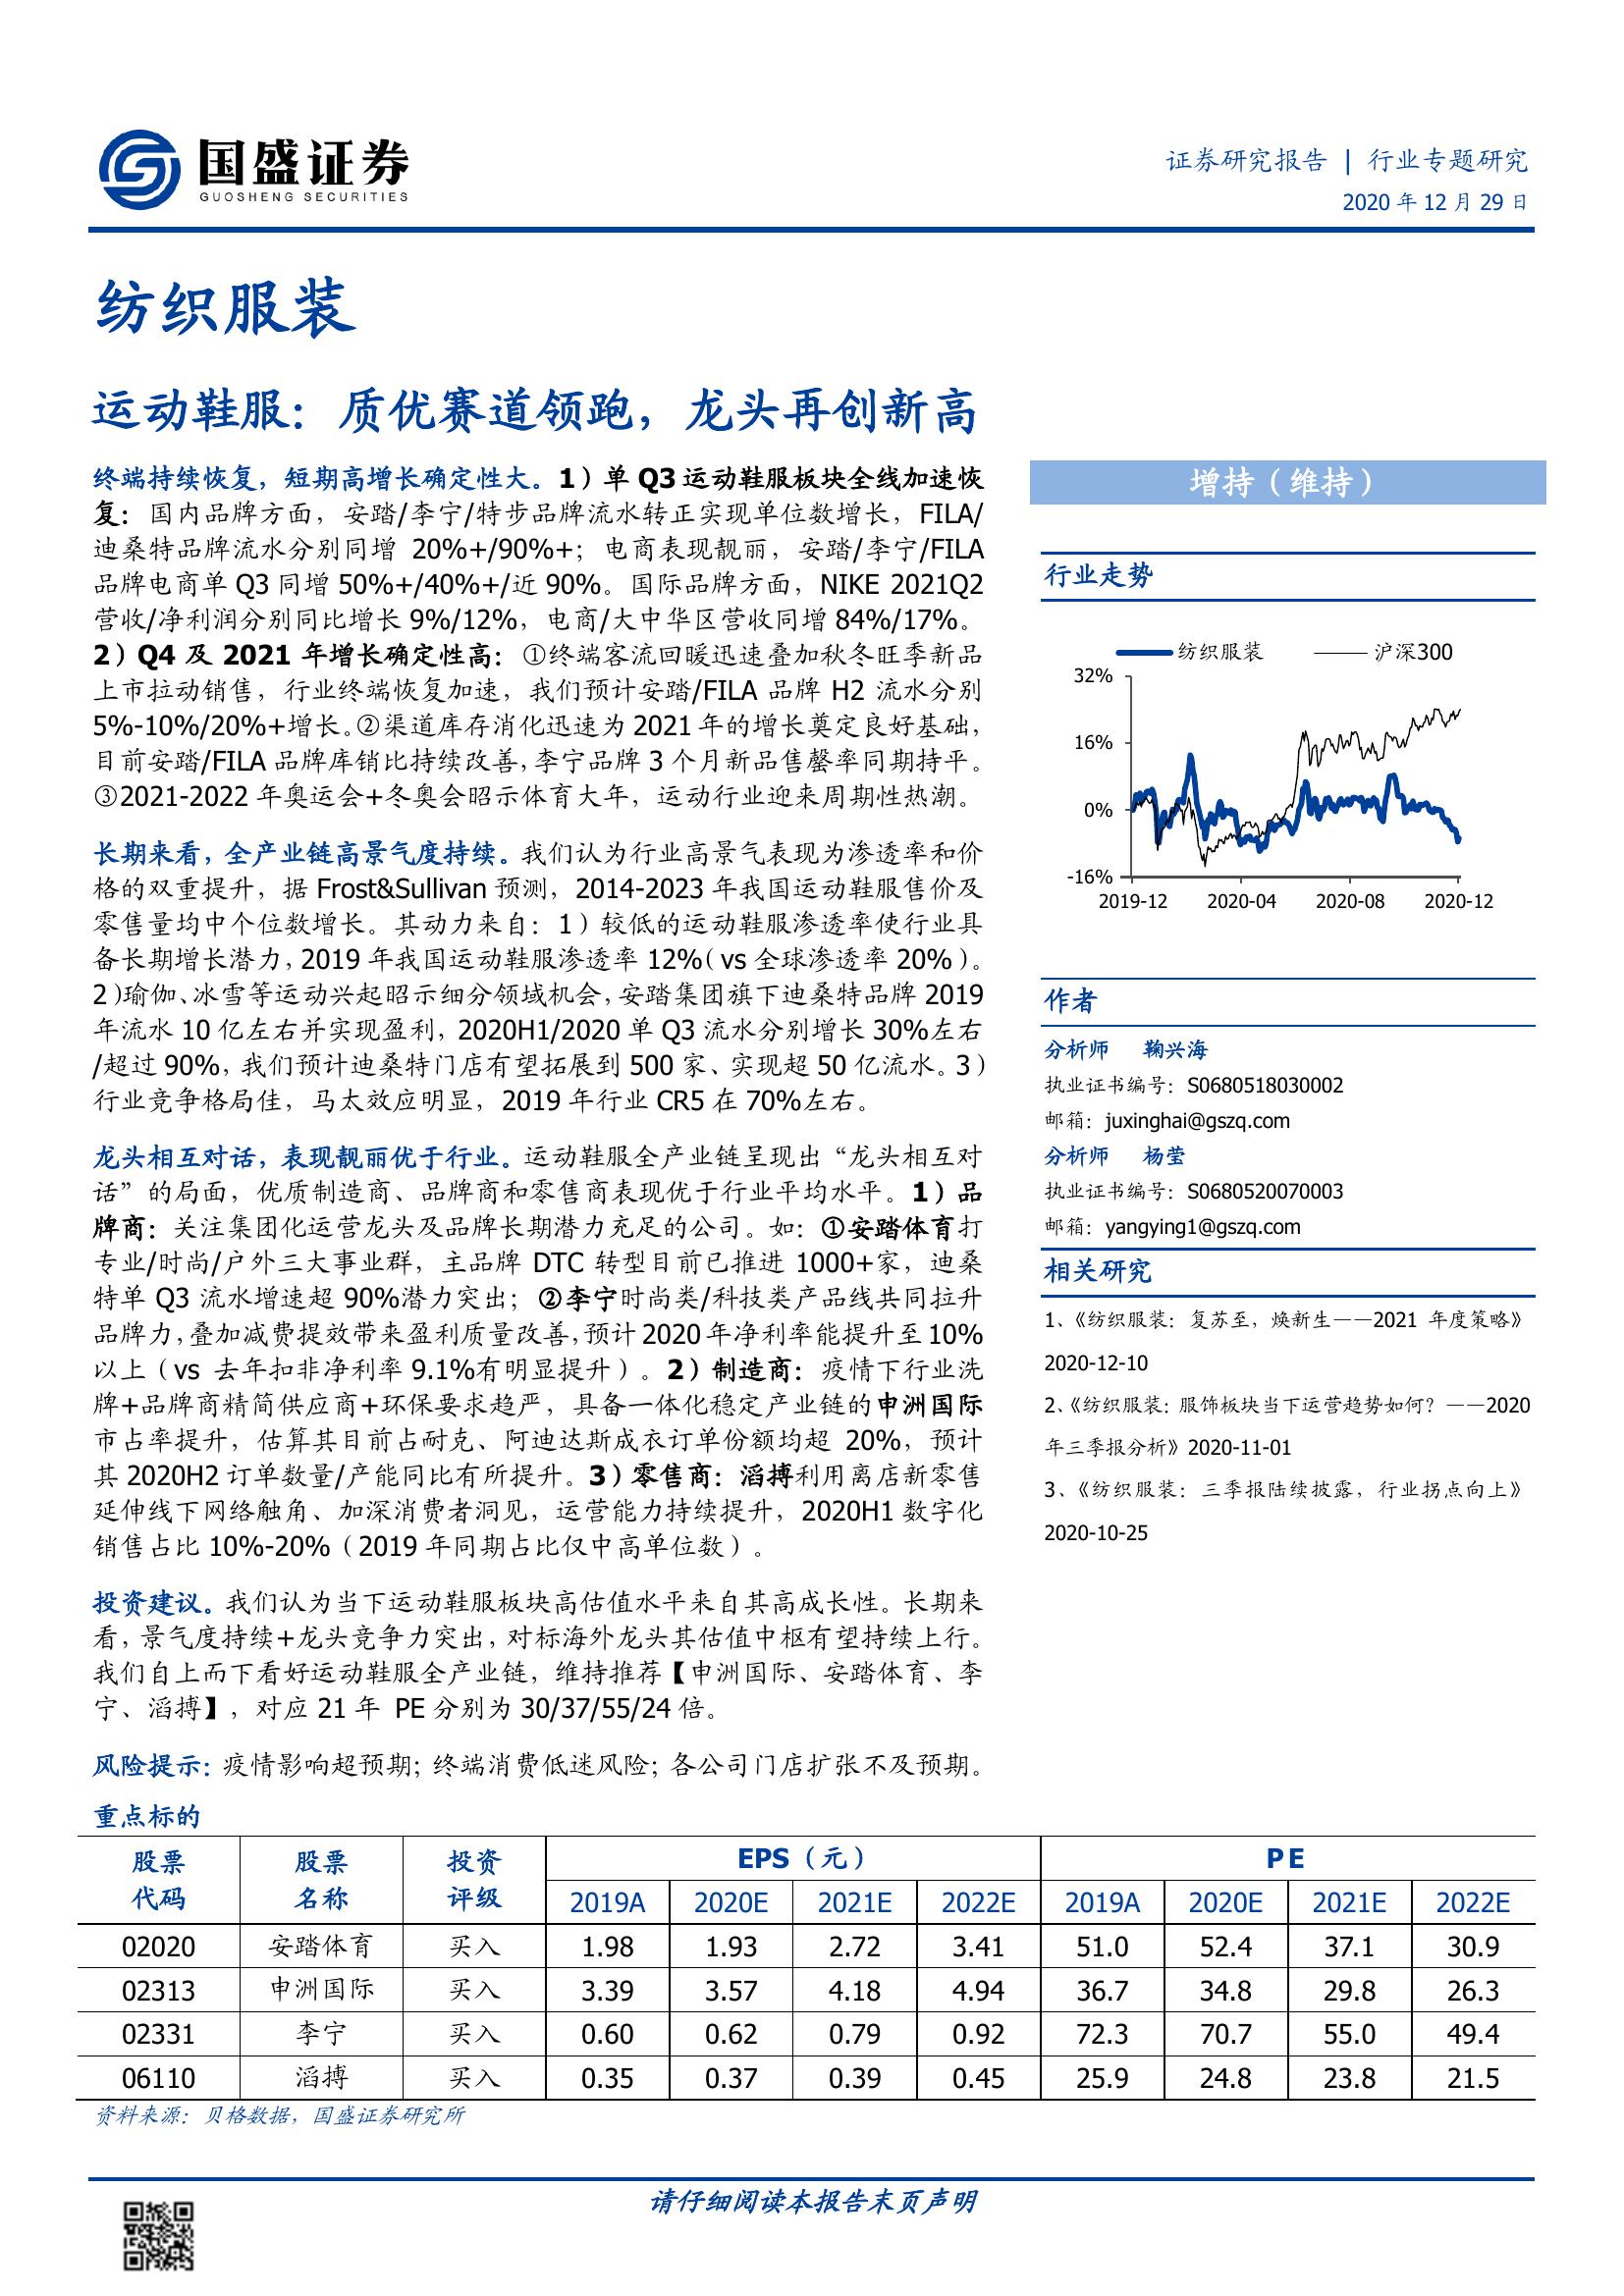 国盛证券
GUOSHENG SECURITIES
证券研究报告 | 行业专题研究
2020 年 12 月 29 日
纺织服装
运动鞋服：质优赛道领跑，龙头再创新高
终端持续恢复，短期高增长确定性大。1）单 Q3 运动鞋服板块全线加速恢
复：国内品牌方面，安踏/李宁/特步品牌流水转正实现单位数增长，FILA/
迪桑特品牌流水分别同增 20%+/90%+；电商表现靓丽，安踏/李宁/FILA
品牌电商单 Q3 同增 50%+/40%+/近 90%。国际品牌方面，NIKE 2021Q2
营收/净利润分别同比增长 9%/12%，电商/大中华区营收同增 84%/17%。
2）Q4 及 2021 年增长确定性高：①终端客流回暖迅速叠加秋冬旺季新品
上市拉动销售，行业终端恢复加速，我们预计安踏/FILA 品牌 H2 流水分别
5%-10%/20%+增长。②渠道库存消化迅速为 2021 年的增长奠定良好基础，
目前安踏/FILA 品牌库销比持续改善，李宁品牌 3 个月新品售罄率同期持平。
③2021-2022 年奥运会+冬奥会昭示体育大年，运动行业迎来周期性热潮。
长期来看，全产业链高景气度持续。我们认为行业高景气表现为渗透率和价
格的双重提升，据 Frost&Sullivan 预测，2014-2023 年我国运动鞋服售价及
零售量均中个位数增长。其动力来自：1）较低的运动鞋服渗透率使行业具
备长期增长潜力，2019 年我国运动鞋服渗透率 12%（vs 全球渗透率 20%）。
2）瑜伽、冰雪等运动兴起昭示细分领域机会，安踏集团旗下迪桑特品牌 2019
年流水 10 亿左右并实现盈利，2020H1/2020 单 Q3 流水分别增长 30%左右
/超过 90%，我们预计迪桑特门店有望拓展到 500 家、实现超 50 亿流水。3）
行业竞争格局佳，马太效应明显，2019 年行业 CR5 在 70%左右。
龙头相互对话，表现靓丽优于行业。运动鞋服全产业链呈现出“龙头相互对
话”的局面，优质制造商、品牌商和零售商表现优于行业平均水平。1）品
牌商：关注集团化运营龙头及品牌长期潜力充足的公司。如：①安踏体育打
专业/时尚/户外三大事业群，主品牌 DTC 转型目前已推进 1000+家，迪桑
特单 Q3 流水增速超 90%潜力突出；②李宁时尚类/科技类产品线共同拉升
品牌力，叠加减费提效带来盈利质量改善，预计 2020 年净利率能提升至 10%
以上（vs 去年扣非净利率 9.1%有明显提升）。2）制造商：疫情下行业洗
牌+品牌商精简供应商+环保要求趋严，具备一体化稳定产业链的申洲国际
市占率提升，估算其目前占耐克、阿迪达斯成衣订单份额均超 20%，预计
其 2020H2 订单数量/产能同比有所提升。3）零售商：滔搏利用离店新零售
延伸线下网络触角、加深消费者洞见，运营能力持续提升，2020H1 数字化
销售占比 10%-20%（2019 年同期占比仅中高单位数）。
投资建议。我们认为当下运动鞋服板块高估值水平来自其高成长性。长期来
看，景气度持续+龙头竞争力突出，对标海外龙头其估值中枢有望持续上行。
我们自上而下看好运动鞋服全产业链，维持推荐【申洲国际、安踏体育、李
宁、滔搏】，对应 21 年 PE 分别为 30/37/55/24 倍。
风险提示：疫情影响超预期；终端消费低迷风险；各公司门店扩张不及预期。
增持（维持）
行业走势
纺织服装 沪深300
32%
16%
0%
-16%
2019-12 2020-04 2020-08 2020-12
作者
分析师 鞠兴海
执业证书编号：S0680518030002
邮箱：juxinghai@gszq.com
分析师 杨莹
执业证书编号：S0680520070003
邮箱：yangying1@gszq.com
相关研究
1、《纺织服装：复苏至，焕新生——2021 年度策略》
2020-12-10
2、《纺织服装：服饰板块当下运营趋势如何？——2020
年三季报分析》2020-11-01
3、《纺织服装：三季报陆续披露，行业拐点向上》
2020-10-25
重点标的
股票 股票 投资 EPS（元） PE
代码 名称 评级 2019A 2020E 2021E 2022E 2019A 2020E 2021E 2022E
02020 安踏体育 买入 1.98 1.93 2.72 3.41 51.0 52.4 37.1 30.9
02313 申洲国际 买入 3.39 3.57 4.18 4.94 36.7 34.8 29.8 26.3
02331 李宁 买入 0.60 0.62 0.79 0.92 72.3 70.7 55.0 49.4
06110 滔搏 买入 0.35 0.37 0.39 0.45 25.9 24.8 23.8 21.5
资料来源：贝格数据，国盛证券研究所
请仔细阅读本报告末页声明